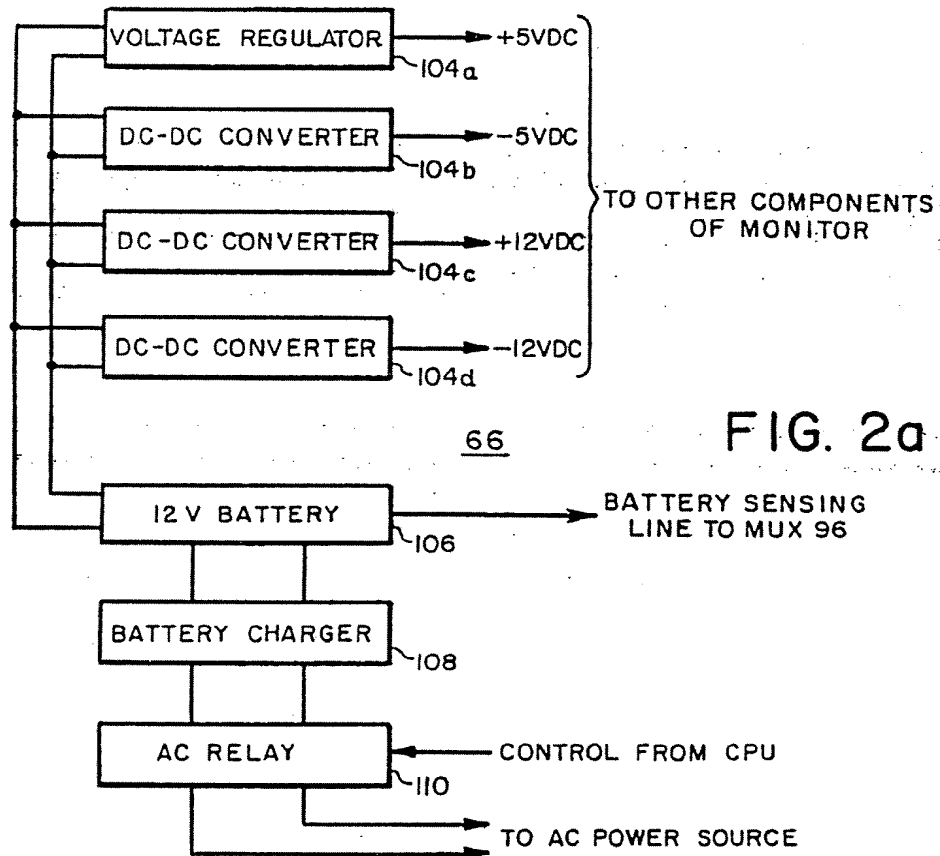 VOLTAGE REGULATOR
+5VDC
104a
DC-DC CONVERTER
-5VDC
104b
TO OTHER COMPONENTS
OF MONITOR
DC-DC CONVERTER
+12VDC
104c
DC-DC CONVERTER
-12VDC
104d
66
FIG. 2a
12V BATTERY
BATTERY SENSING
LINE TO MUX 96
106
BATTERY CHARGER
108
AC RELAY
CONTROL FROM CPU
110
TO AC POWER SOURCE